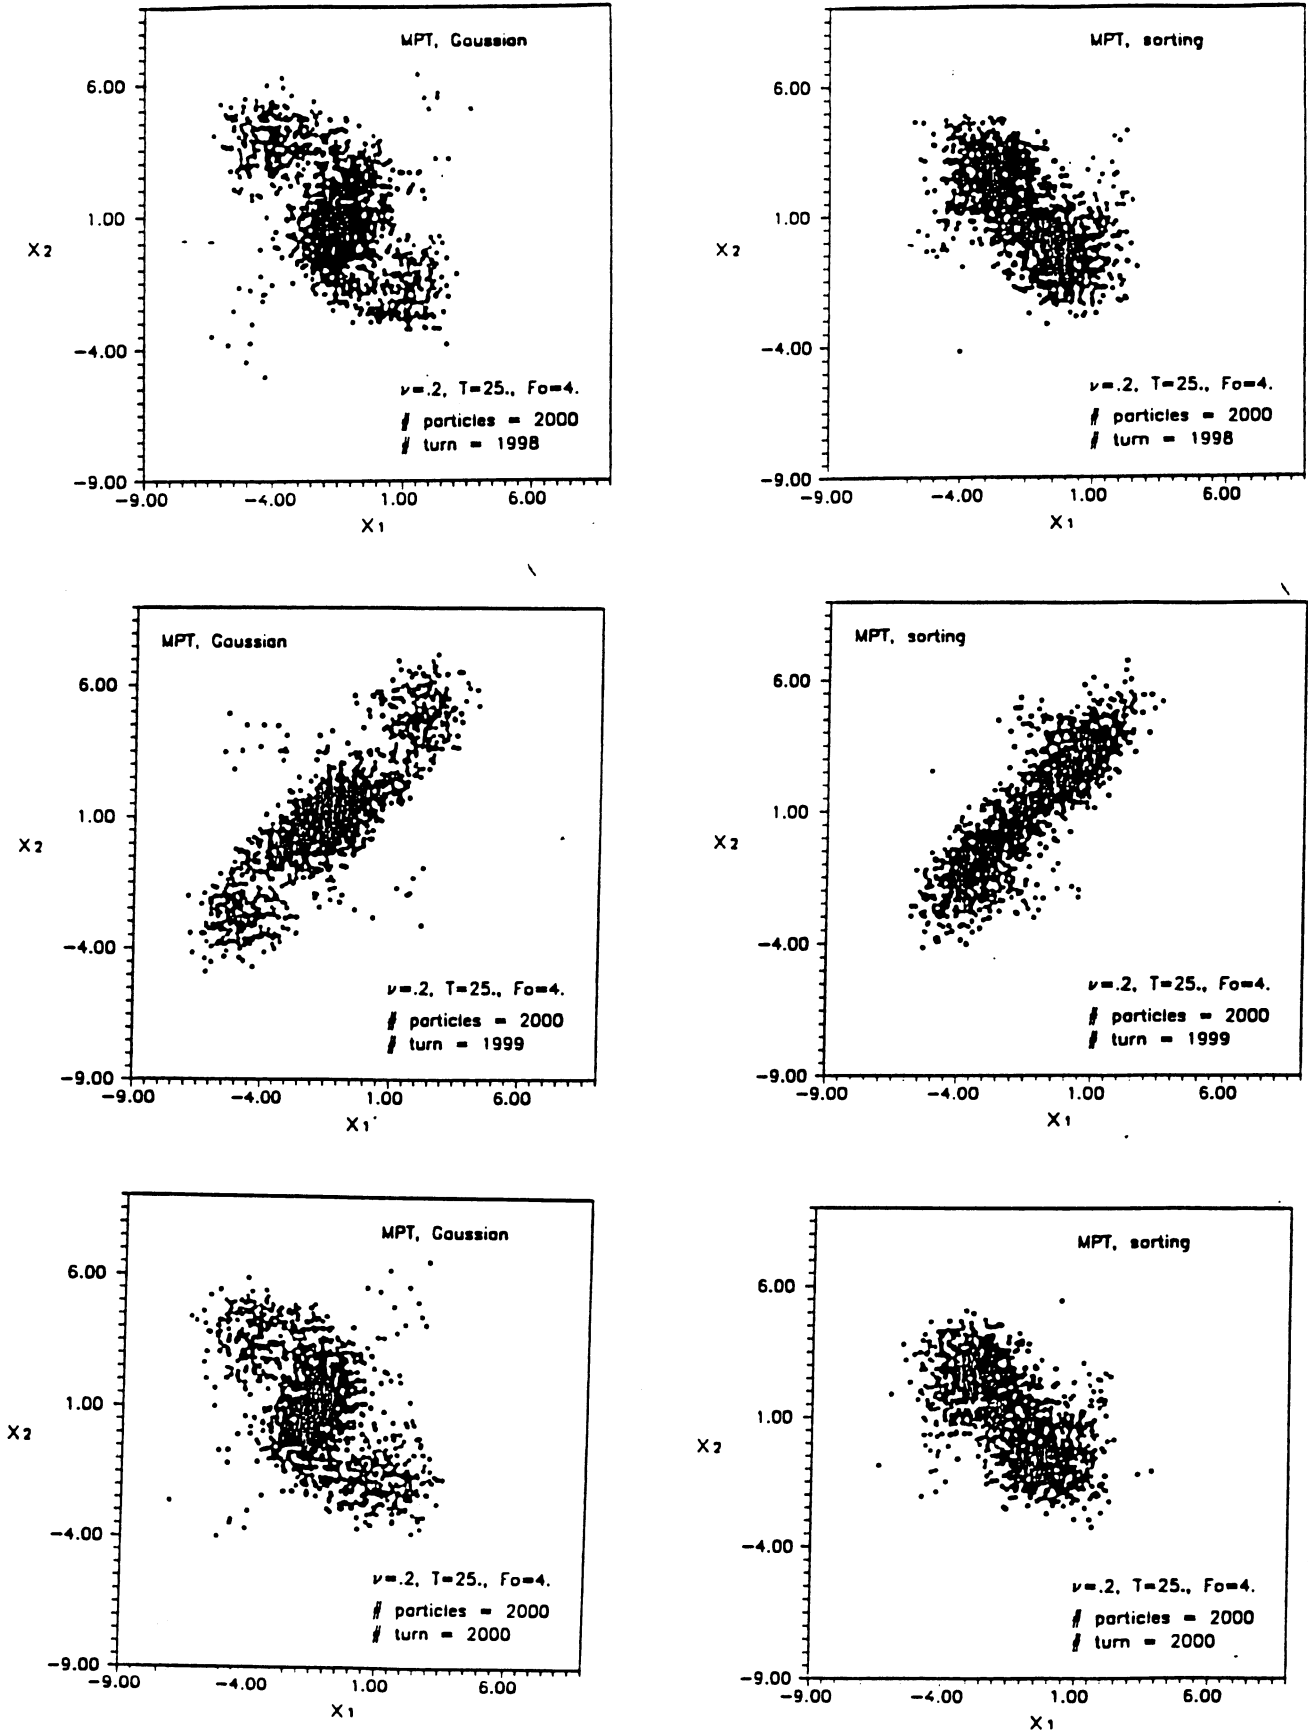 MPT, Gaussian
6.00
1.00
X2
-4.00
ν=.2, T=25., Fo=4.
# particles = 2000
# turn = 1998
-9.00
-9.00 -4.00 1.00 6.00
X1
MPT, sorting
6.00
1.00
X2
-4.00
ν=.2, T=25., Fo=4.
# particles = 2000
# turn = 1998
-9.00
-9.00 -4.00 1.00 6.00
X1
MPT, Gaussian
6.00
1.00
X2
-4.00
ν=.2, T=25., Fo=4.
# particles = 2000
# turn = 1999
-9.00
-9.00 -4.00 1.00 6.00
X1
MPT, sorting
6.00
1.00
X2
-4.00
ν=.2, T=25., Fo=4.
# particles = 2000
# turn = 1999
-9.00
-9.00 -4.00 1.00 6.00
X1
MPT, Gaussian
6.00
1.00
X2
-4.00
ν=.2, T=25., Fo=4.
# particles = 2000
# turn = 2000
-9.00
-9.00 -4.00 1.00 6.00
X1
MPT, sorting
6.00
1.00
X2
-4.00
ν=.2, T=25., Fo=4.
# particles = 2000
# turn = 2000
-9.00
-9.00 -4.00 1.00 6.00
X1